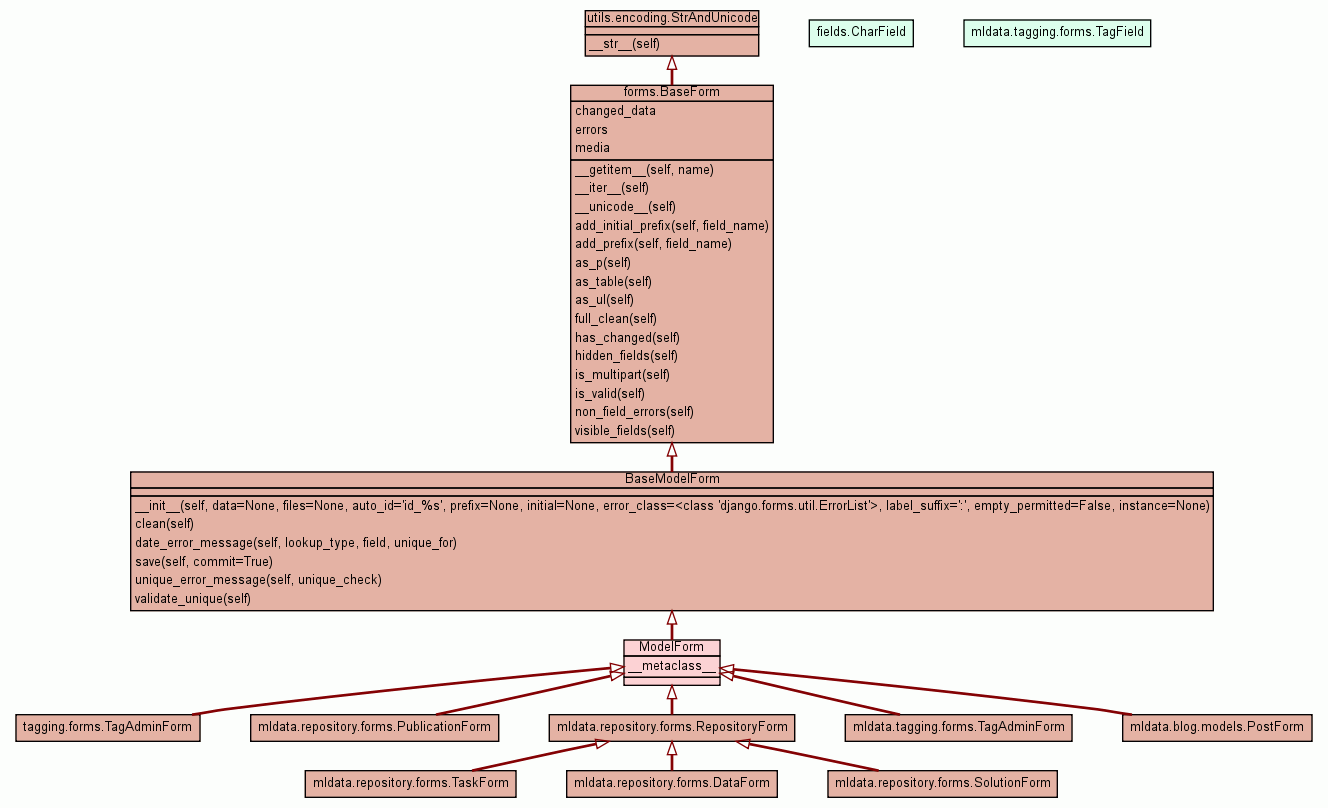 utils.encoding.StrAndUnicode
__str__(self)
fields.CharField
mldata.tagging.forms.TagField
forms.BaseForm
changed_data
errors
media
__getitem__(self, name)
__iter__(self)
__unicode__(self)
add_initial_prefix(self, field_name)
add_prefix(self, field_name)
as_p(self)
as_table(self)
as_ul(self)
full_clean(self)
has_changed(self)
hidden_fields(self)
is_multipart(self)
is_valid(self)
non_field_errors(self)
visible_fields(self)
BaseModelForm
__init__(self, data=None, files=None, auto_id='id_%s', prefix=None, initial=None, error_class=<class 'django.forms.util.ErrorList'>, label_suffix=':', empty_permitted=False, instance=None)
clean(self)
date_error_message(self, lookup_type, field, unique_for)
save(self, commit=True)
unique_error_message(self, unique_check)
validate_unique(self)
ModelForm
__metaclass__
tagging.forms.TagAdminForm
mldata.repository.forms.PublicationForm
mldata.repository.forms.RepositoryForm
mldata.tagging.forms.TagAdminForm
mldata.blog.models.PostForm
mldata.repository.forms.TaskForm
mldata.repository.forms.DataForm
mldata.repository.forms.SolutionForm